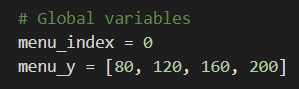 # Global variables
menu_index = 0
menu_y = [80, 120, 160, 200]